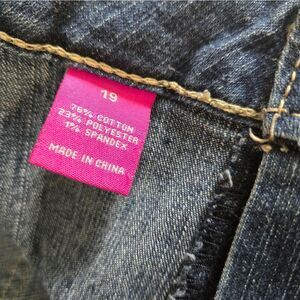 19
76% COTTON
23% POLYESTER
1% SPANDEX
MADE IN CHINA